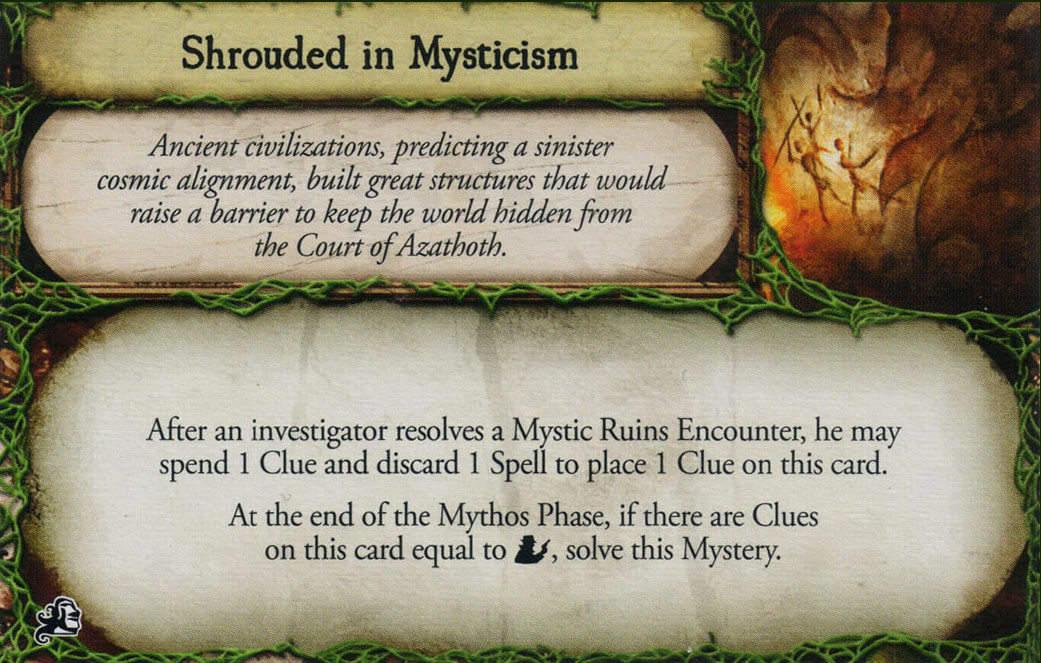 Shrouded in Mysticism
Ancient civilizations, predicting a sinister
cosmic alignment, built great structures that would
raise a barrier to keep the world hidden from
the Court of Azathoth.
After an investigator resolves a Mystic Ruins Encounter, he may
spend 1 Clue and discard 1 Spell to place 1 Clue on this card.
At the end of the Mythos Phase, if there are Clues
on this card equal to , solve this Mystery.